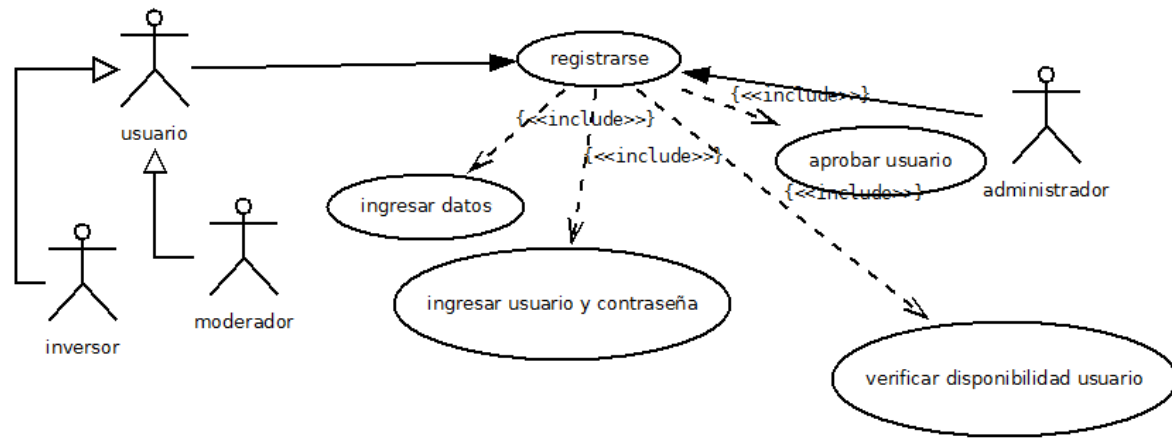 registrarse
{<<include>>}
usuario
{<<include>>}
{<<include>>}
aprobar usuario
administrador
{<<include>>}
ingresar datos
ingresar usuario y contraseña
moderador
inversor
verificar disponibilidad usuario